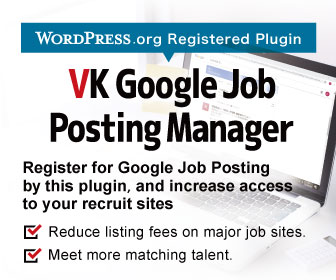 WORDPRESS.org Registered Plugin
VK Google Job
Posting Manager
Register for Google Job Posting
by this plugin, and increase access
to your recruit sites
Reduce listing fees on major job sites.
Meet more matching talent.